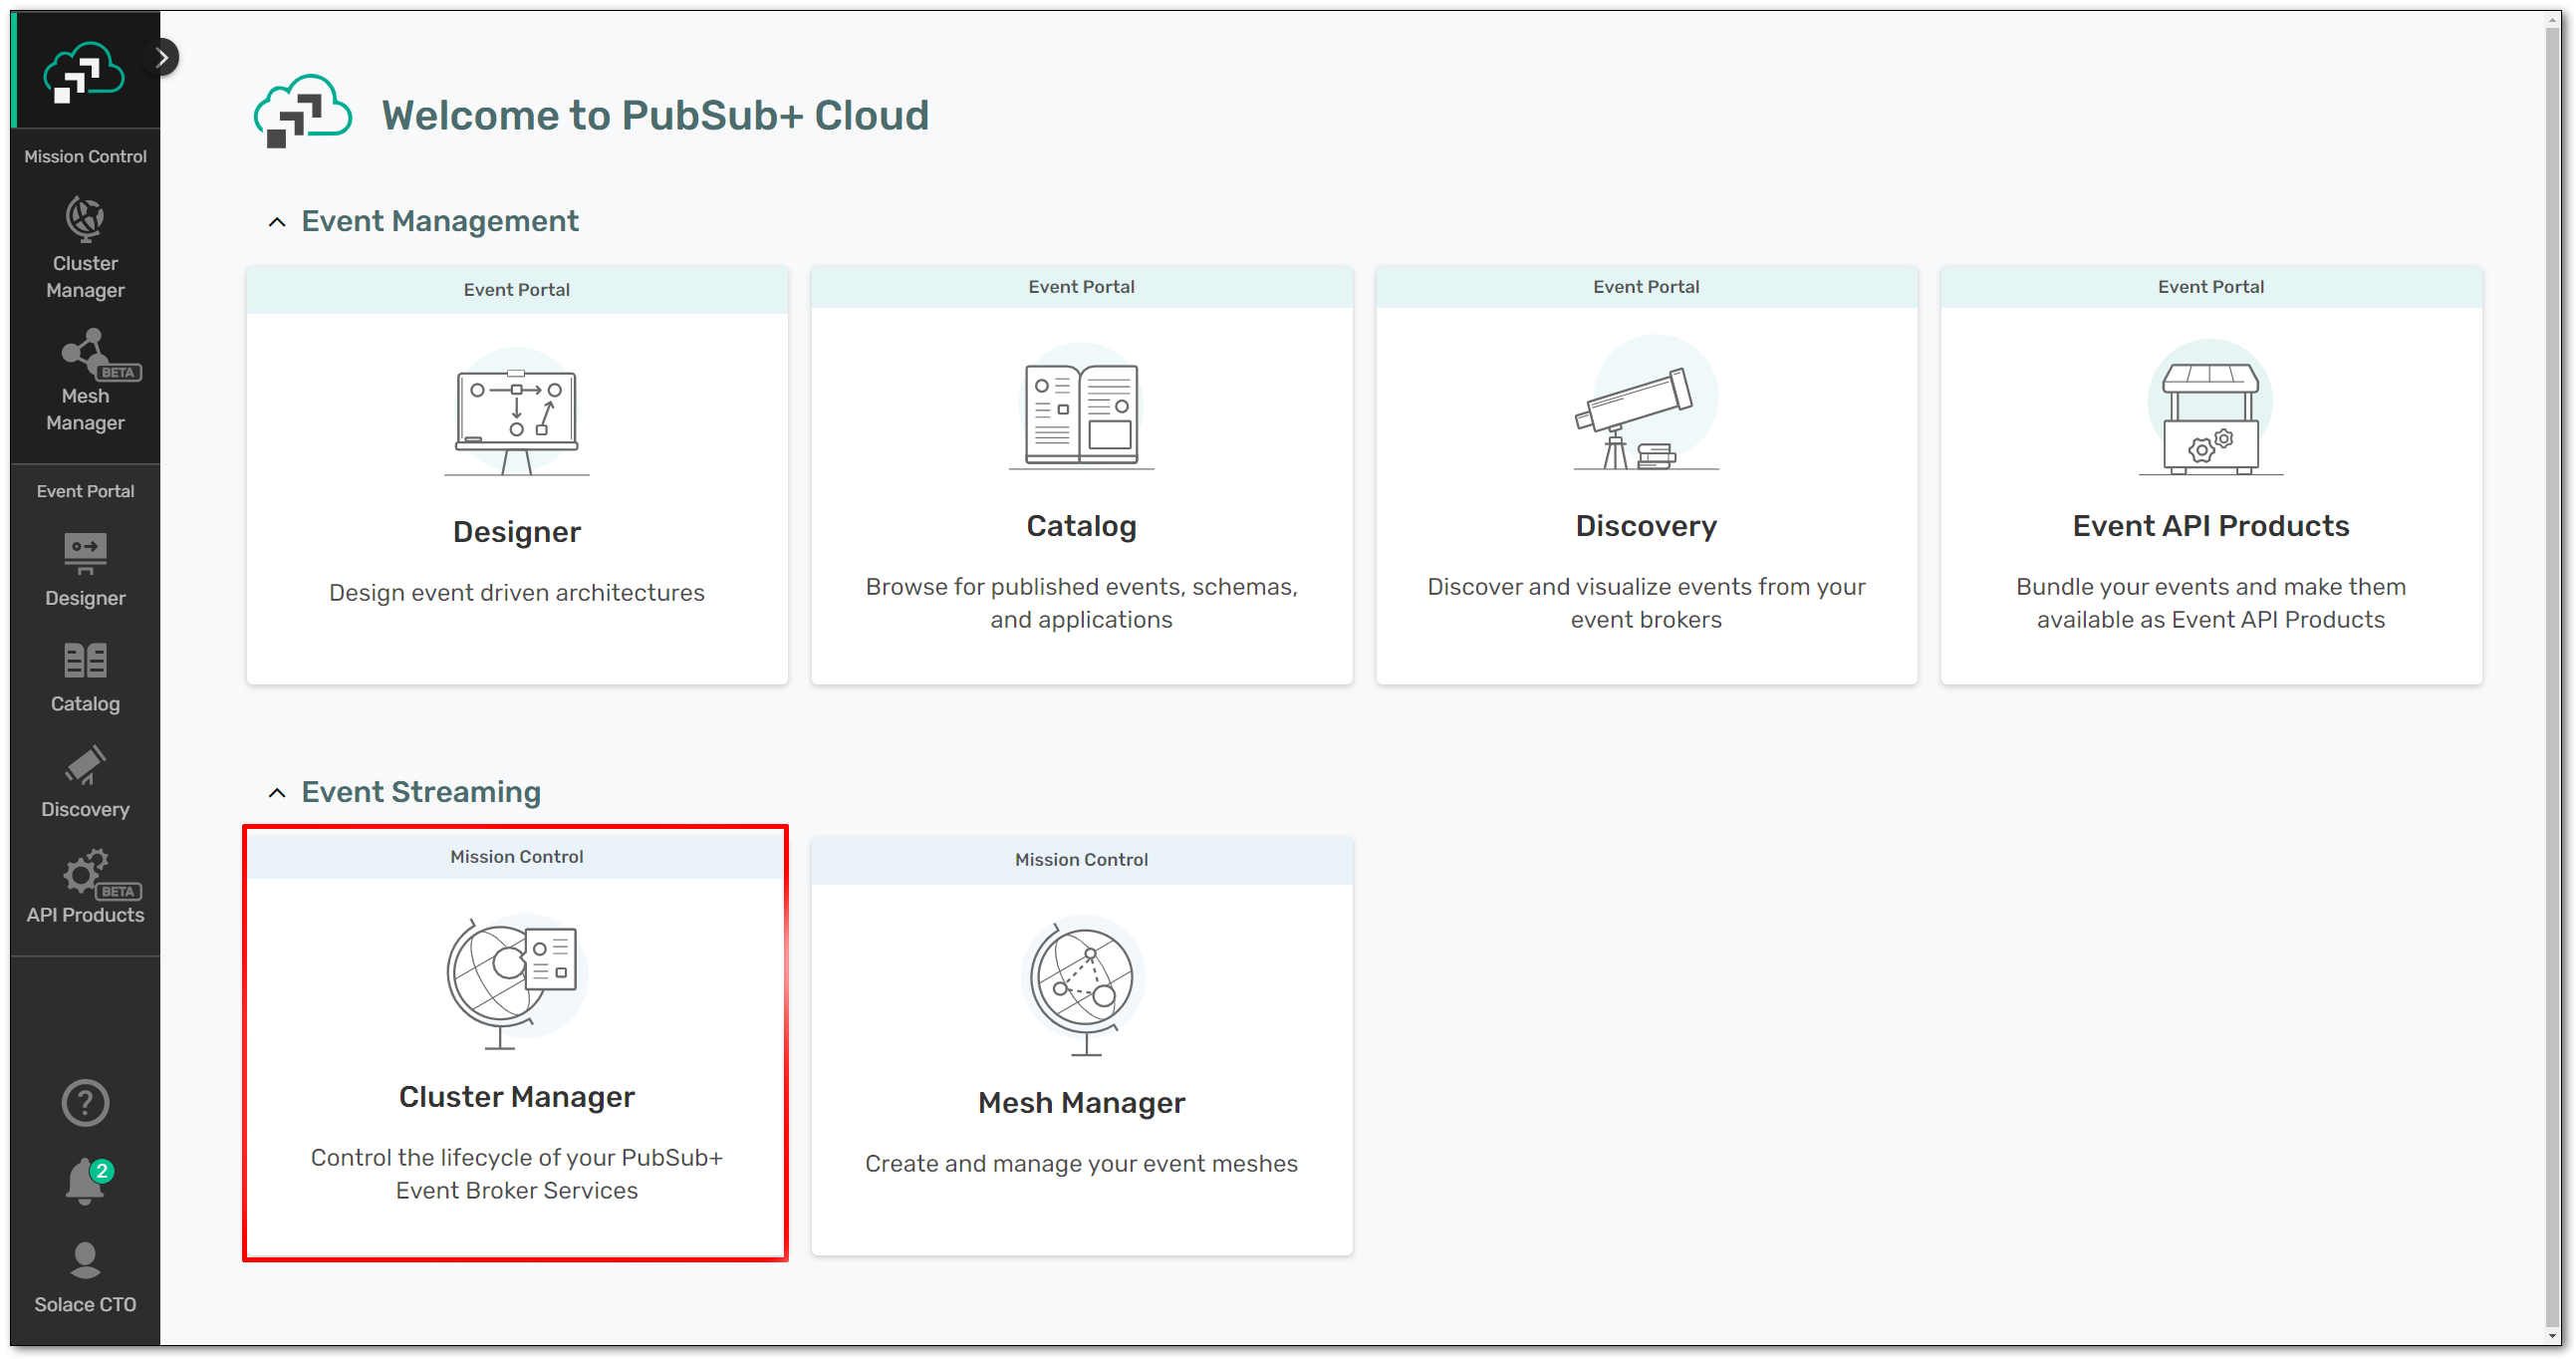 Mission Control
Cluster
Manager
BETA
Mesh
Manager
Event Portal
Designer
Catalog
Discovery
BETA
API Products
?
2
Solace CTO
Welcome to PubSub+ Cloud
Event Management
Event Portal
Designer
Design event driven architectures
Event Portal
Catalog
Browse for published events, schemas,
and applications
Event Portal
Discovery
Discover and visualize events from your
event brokers
Event Portal
Event API Products
Bundle your events and make them
available as Event API Products
Event Streaming
Mission Control
Cluster Manager
Control the lifecycle of your PubSub+
Event Broker Services
Mission Control
Mesh Manager
Create and manage your event meshes